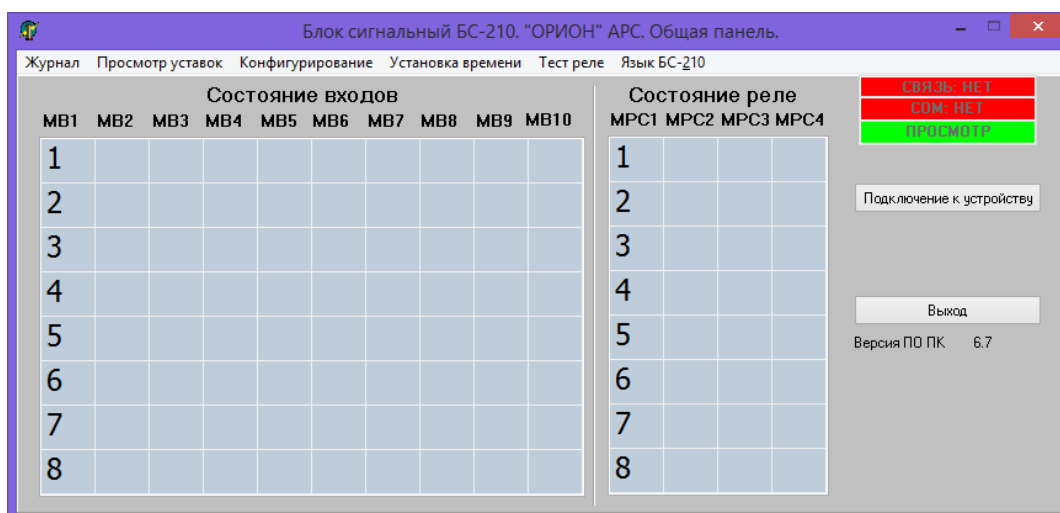 Блок сигнальный БС-210. "ОРИОН" АРС. Общая панель.
Журнал Просмотр уставок Конфигурирование Установка времени Тест реле Язык БС-210
Состояние входов
МВ1 МВ2 МВ3 МВ4 МВ5 МВ6 МВ7 МВ8 МВ9 МВ10
1
2
3
4
5
6
7
8
Состояние реле
МРС1 МРС2 МРС3 МРС4
1
2
3
4
5
6
7
8
СВЯЗЬ: НЕТ
СОМ: НЕТ
ПРОСМОТР
Подключение к устройству
Выход
Версия ПО ПК 6.7